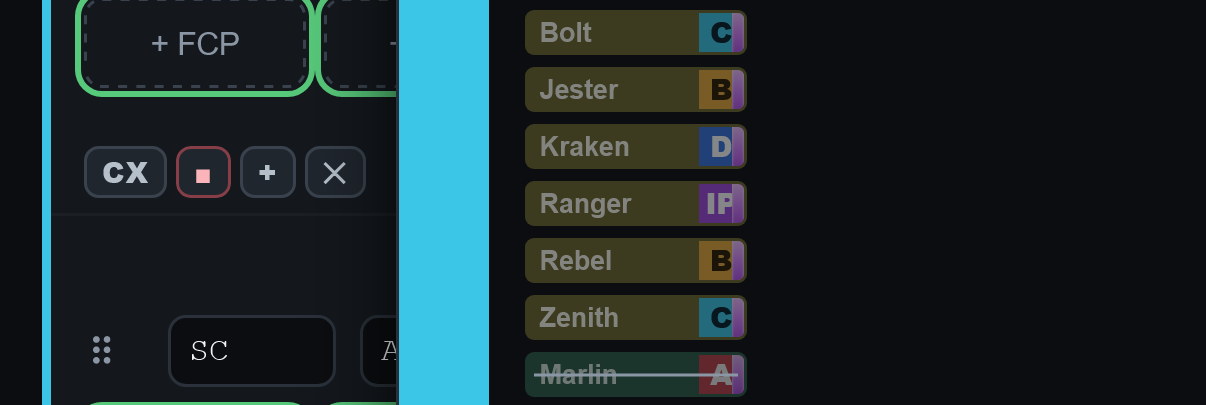 + FCP
CX ■ + ×
SC A
Bolt C
Jester B
Kraken D
Ranger IP
Rebel B
Zenith C
Marlin A